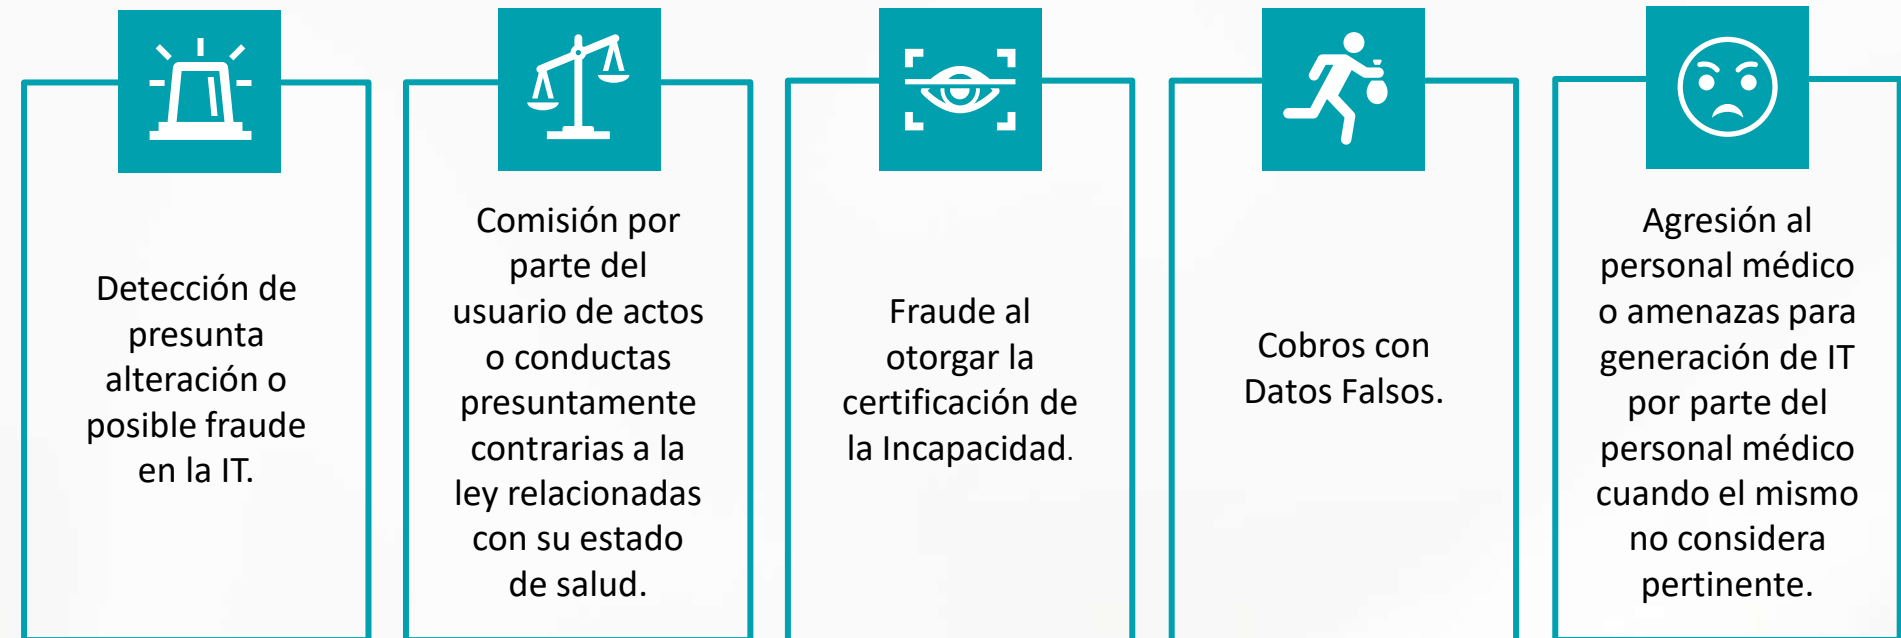 Detección de
presunta
alteración o
posible fraude
en la IT.
Comisión por
parte del
usuario de actos
o conductas
presuntamente
contrarias a la
ley relacionadas
con su estado
de salud.
Fraude al
otorgar la
certificación de
la Incapacidad.
Cobros con
Datos Falsos.
Agresión al
personal médico
o amenazas para
generación de IT
por parte del
personal médico
cuando el mismo
no considera
pertinente.